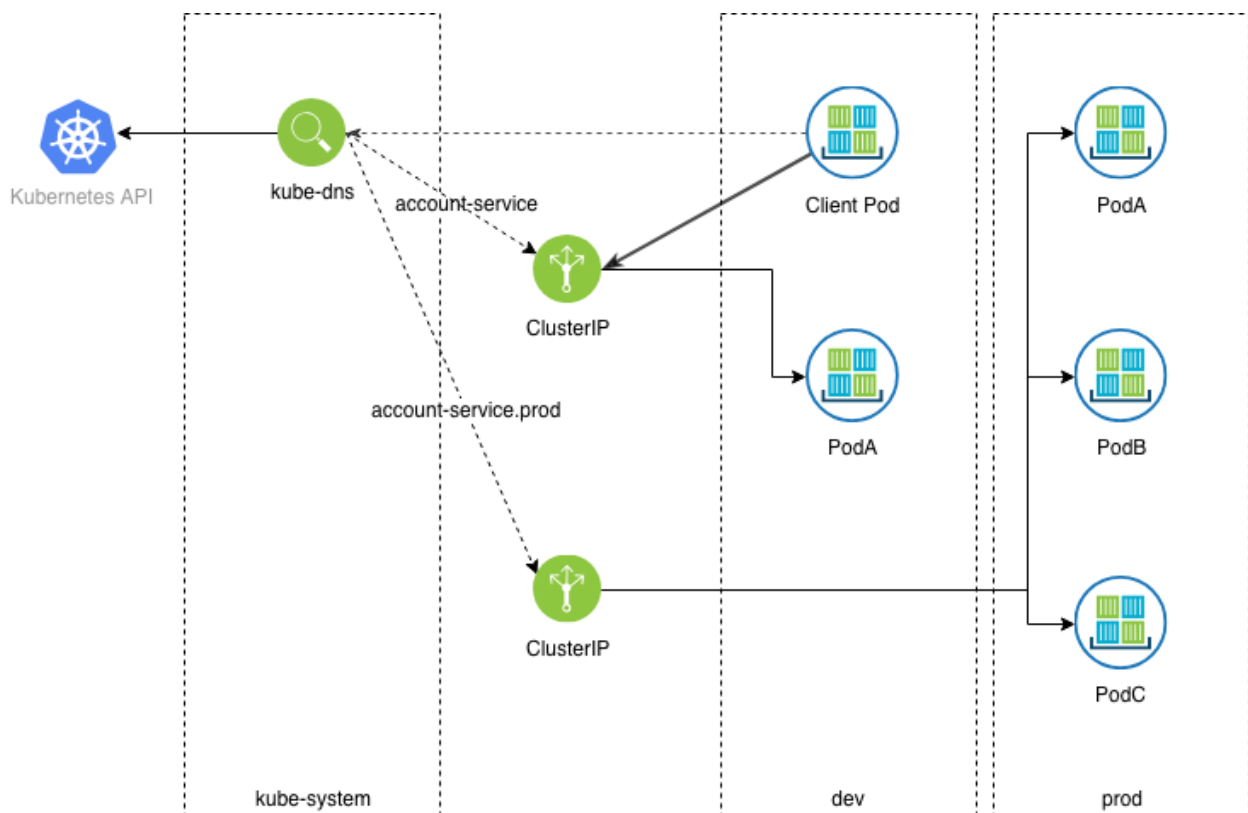 Kubernetes API
kube-dns
account-service
Client Pod
PodA
ClusterIP
account-service.prod
PodA
PodB
ClusterIP
PodC
kube-system
dev
prod